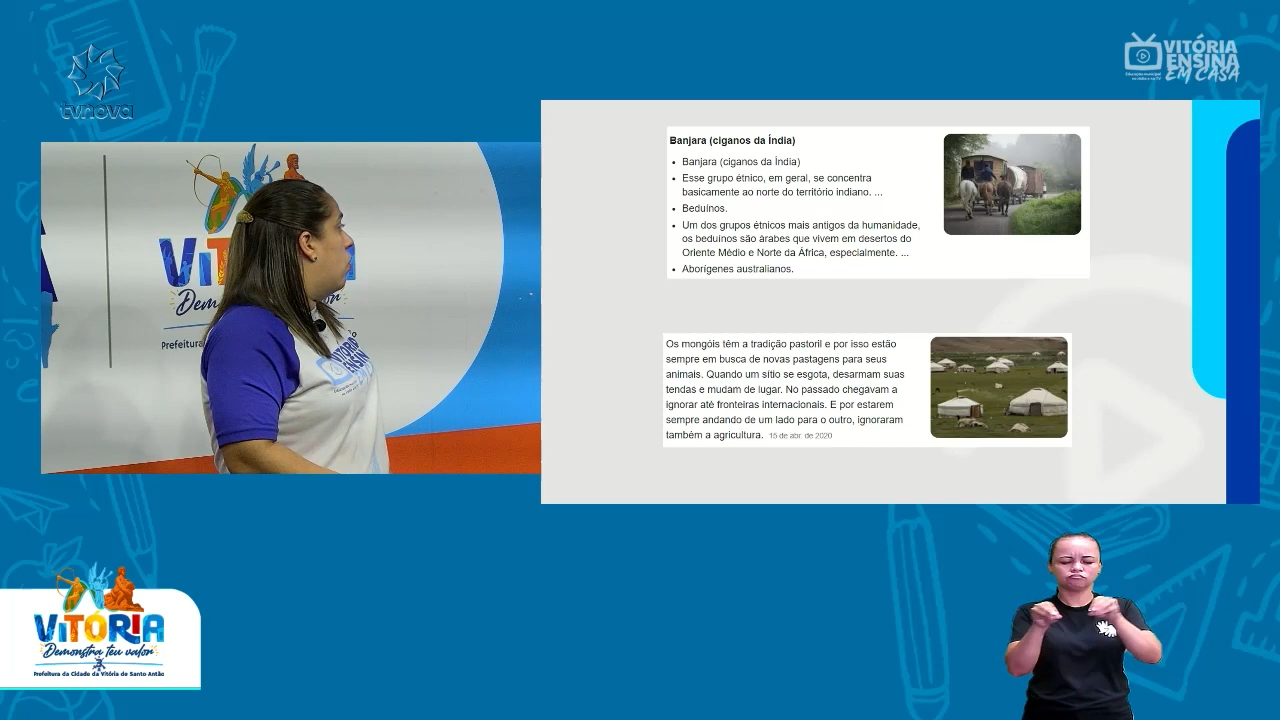 tvnova
VITÓRIA
ENSINA
EM CASA
Banjara (ciganos da Índia)
Banjara (ciganos da Índia)
Esse grupo étnico, em geral, se concentra
basicamente ao norte do território indiano. ...
Beduínos.
Um dos grupos étnicos mais antigos da humanidade,
os beduínos são árabes que vivem em desertos do
Oriente Médio e Norte da África, especialmente. ...
Aborígenes australianos.
Os mongóis têm a tradição pastoril e por isso estão
sempre em busca de novas pastagens para seus
animais. Quando um sítio se esgota, desarmam suas
tendas e mudam de lugar. No passado chegavam a
ignorar até fronteiras internacionais. E por estarem
sempre andando de um lado para o outro, ignoraram
também a agricultura. 15 de abr. de 2020
VITÓRIA
Demonstra teu valor
Prefeitura da Cidade da Vitória de Santo Antão